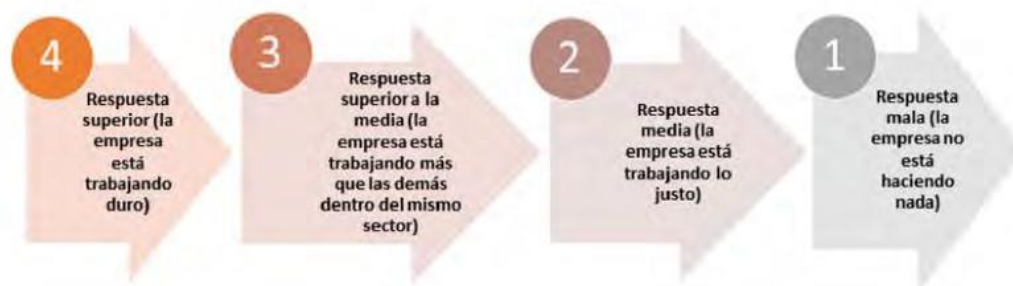 4
Respuesta
superior (la
empresa
está
trabajando
duro)
3
Respuesta
superior a la
media (la
empresa está
trabajando más
que las demás
dentro del mismo
sector)
2
Respuesta
media (la
empresa está
trabajando lo
justo)
1
Respuesta
mala (la
empresa no
está
haciendo
nada)